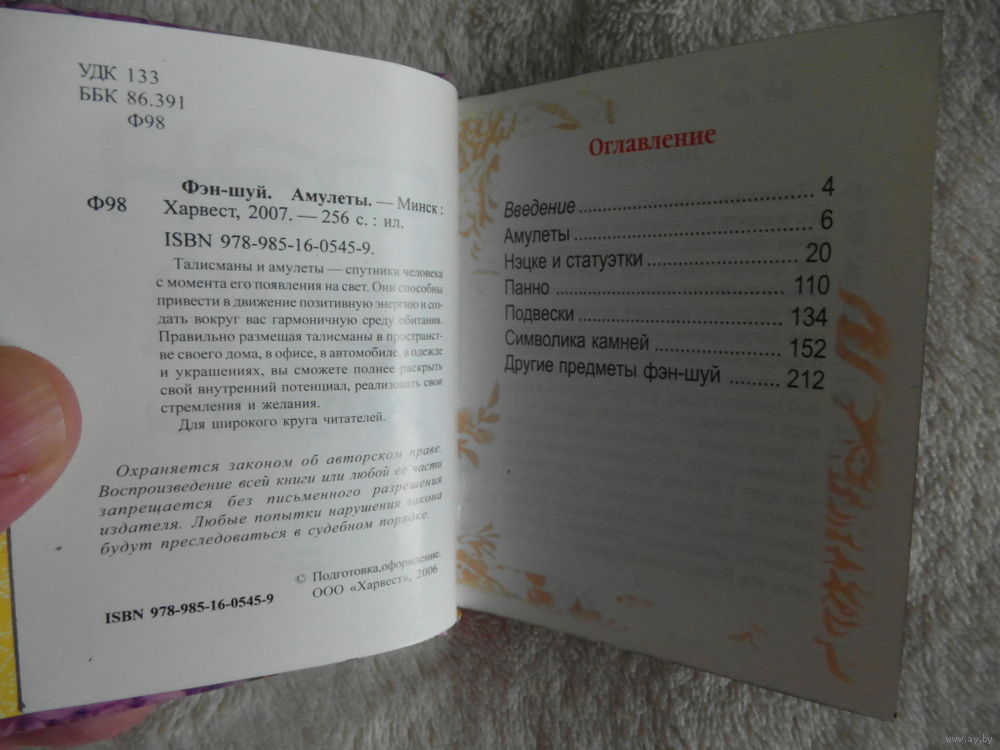 УДК 133
ББК 86.391
Ф98
Ф98
Фэн-шуй. Амулеты. — Минск :
Харвест, 2007. — 256 с. : ил.
ISBN 978-985-16-0545-9.
Талисманы и амулеты — спутники человека
с момента его появления на свет. Они способны
привести в движение позитивную энергию и соз-
дать вокруг вас гармоничную среду обитания.
Правильно размещая талисманы в пространст-
ве своего дома, в офисе, в автомобиле, в одежде
и украшениях, вы сможете полнее раскрыть
свой внутренний потенциал, реализовать свои
стремления и желания.
Для широкого круга читателей.
Охраняется законом об авторском праве.
Воспроизведение всей книги или любой ее части
запрещается без письменного разрешения
издателя. Любые попытки нарушения закона
будут преследоваться в судебном порядке.
© Подготовка, оформление.
ООО «Харвест», 2006
ISBN 978-985-16-0545-9
Оглавление
Введение ........ 4
Амулеты ........ 6
Нэцке и статуэтки ........ 20
Панно ........ 110
Подвески ........ 134
Символика камней ........ 152
Другие предметы фэн-шуй ........ 212
www.ay.by